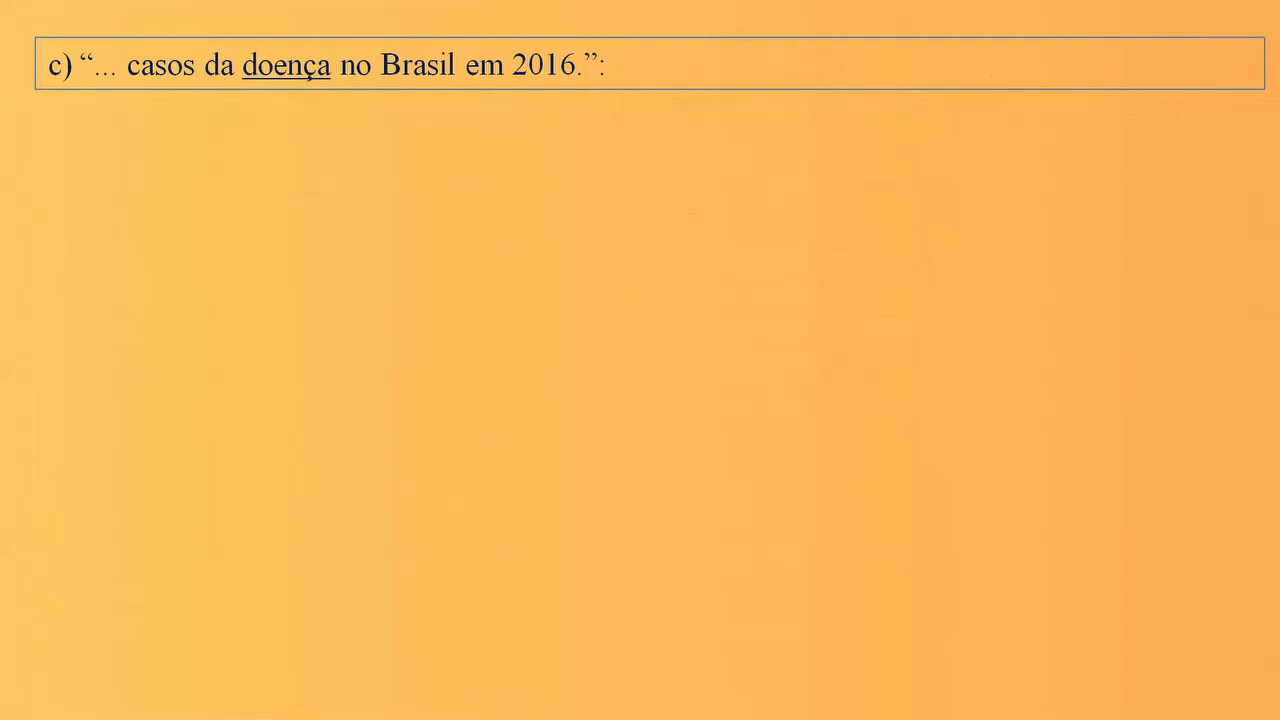 c) “... casos da doença no Brasil em 2016.”: